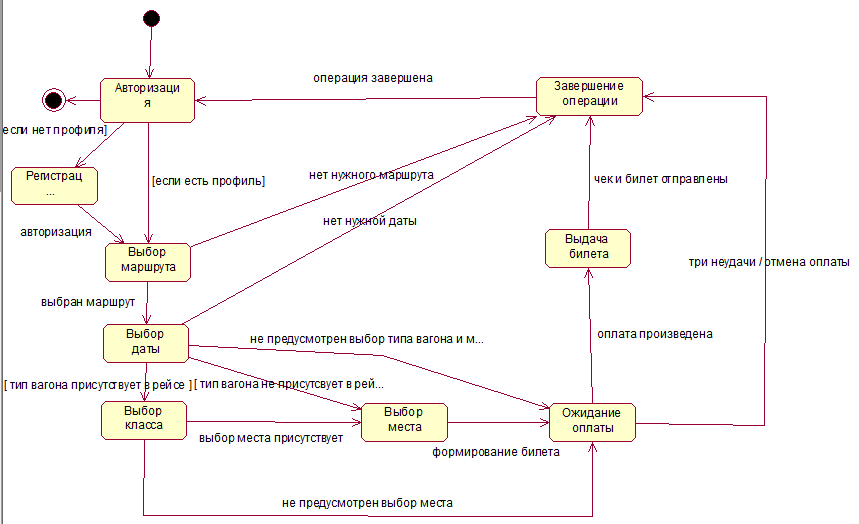 операция завершена
Завершение
операции
Авторизаци
я
[если нет профиля]
Регистрац
...
[если есть профиль]
нет нужного маршрута
чек и билет отправлены
авторизация
нет нужной даты
Выбор
маршрута
Выдача
билета
три неудачи / отмена оплаты
выбран маршрут
Выбор
даты
не предусмотрен выбор типа вагона и м...
оплата произведена
[ тип вагона присутствует в рейсе ]
[ тип вагона не присутсвует в рей...
Выбор
класса
Выбор
места
Ожидание
оплаты
выбор места присутствует
формирование билета
не предусмотрен выбор места